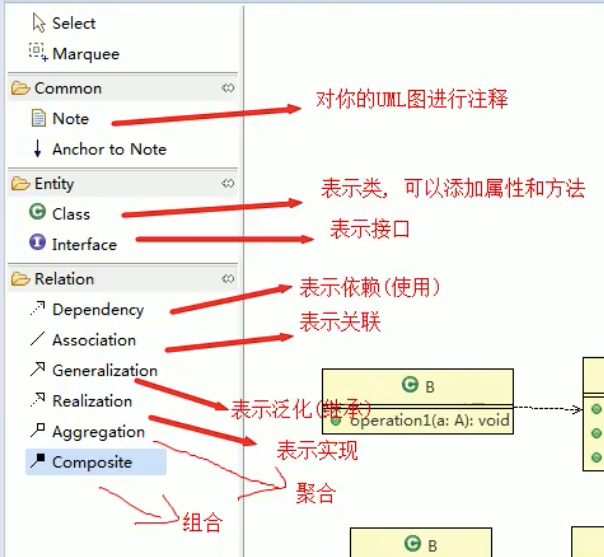 Select
Marquee
Common
Note
对你的UML图进行注释
Anchor to Note
Entity
Class
表示类, 可以添加属性和方法
Interface
表示接口
Relation
Dependency
表示依赖(使用)
Association
表示关联
Generalization
表示泛化(继承)
Realization
表示实现
Aggregation
聚合
Composite
组合
C B
operation1(a: A): void
C B